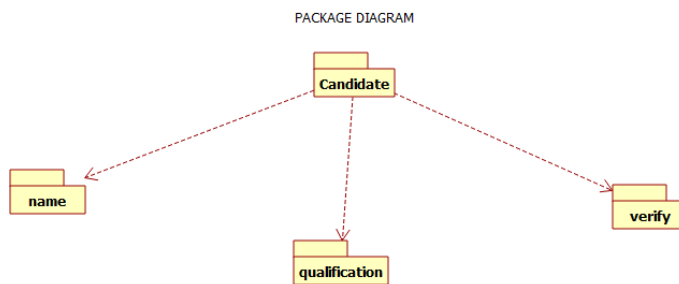 PACKAGE DIAGRAM
Candidate
name
verify
qualification